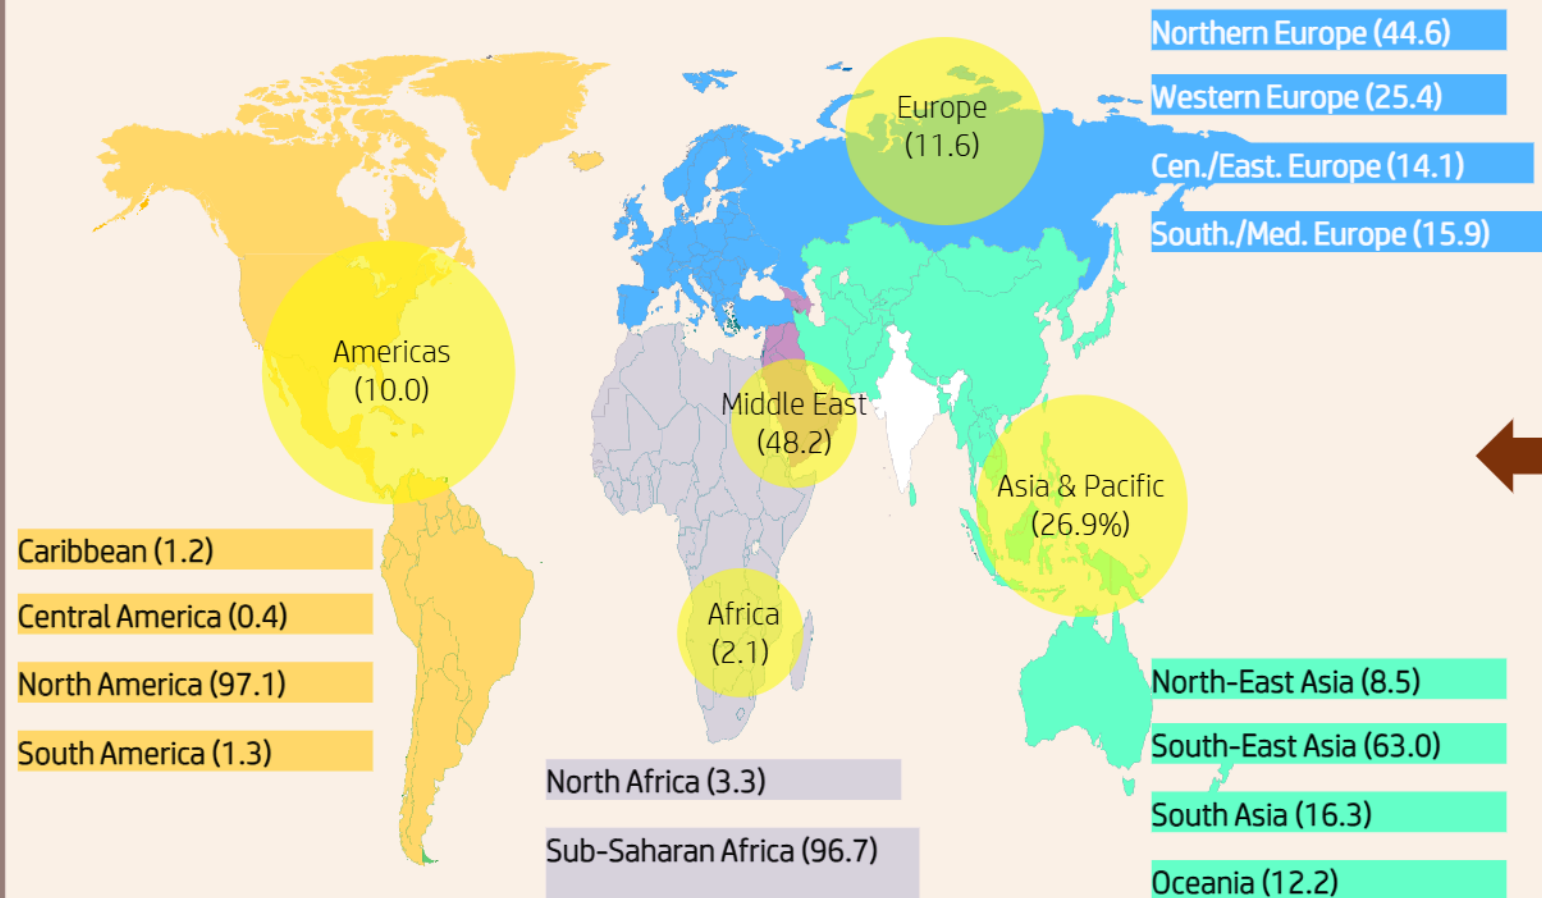 Northern Europe (44.6)
Western Europe (25.4)
Cen./East. Europe (14.1)
South./Med. Europe (15.9)
Europe
(11.6)
Americas
(10.0)
Middle East
(48.2)
Asia & Pacific
(26.9%)
Africa
(2.1)
Caribbean (1.2)
Central America (0.4)
North America (97.1)
South America (1.3)
North Africa (3.3)
Sub-Saharan Africa (96.7)
North-East Asia (8.5)
South-East Asia (63.0)
South Asia (16.3)
Oceania (12.2)